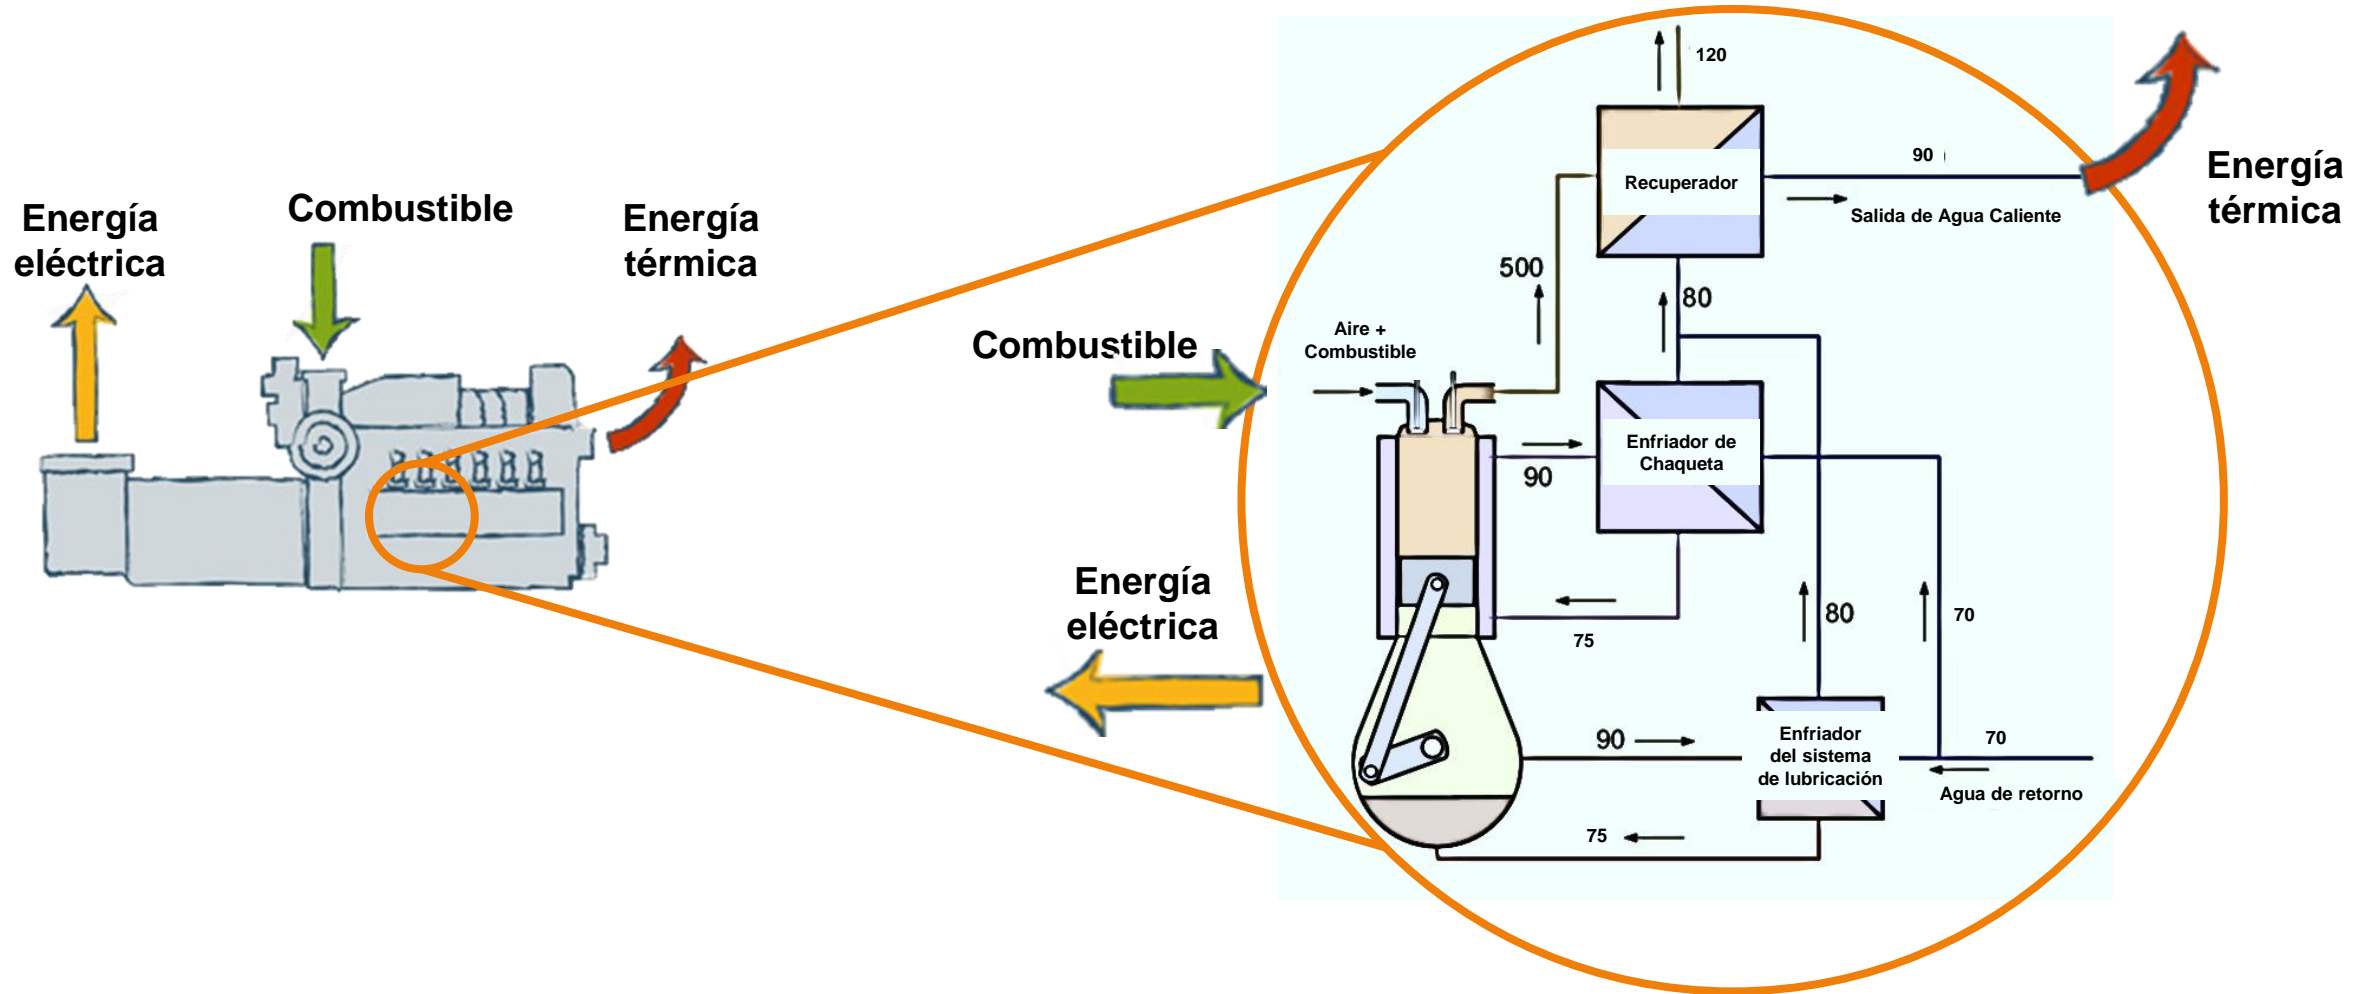 Energía
eléctrica
Combustible
Energía
térmica
Combustible
Energía
eléctrica
120
Recuperador
90
Salida de Agua Caliente
Energía
térmica
500
80
Aire +
Combustible
Enfriador de
Chaqueta
90
75
80
70
90
Enfriador
del sistema
de lubricación
70
Agua de retorno
75